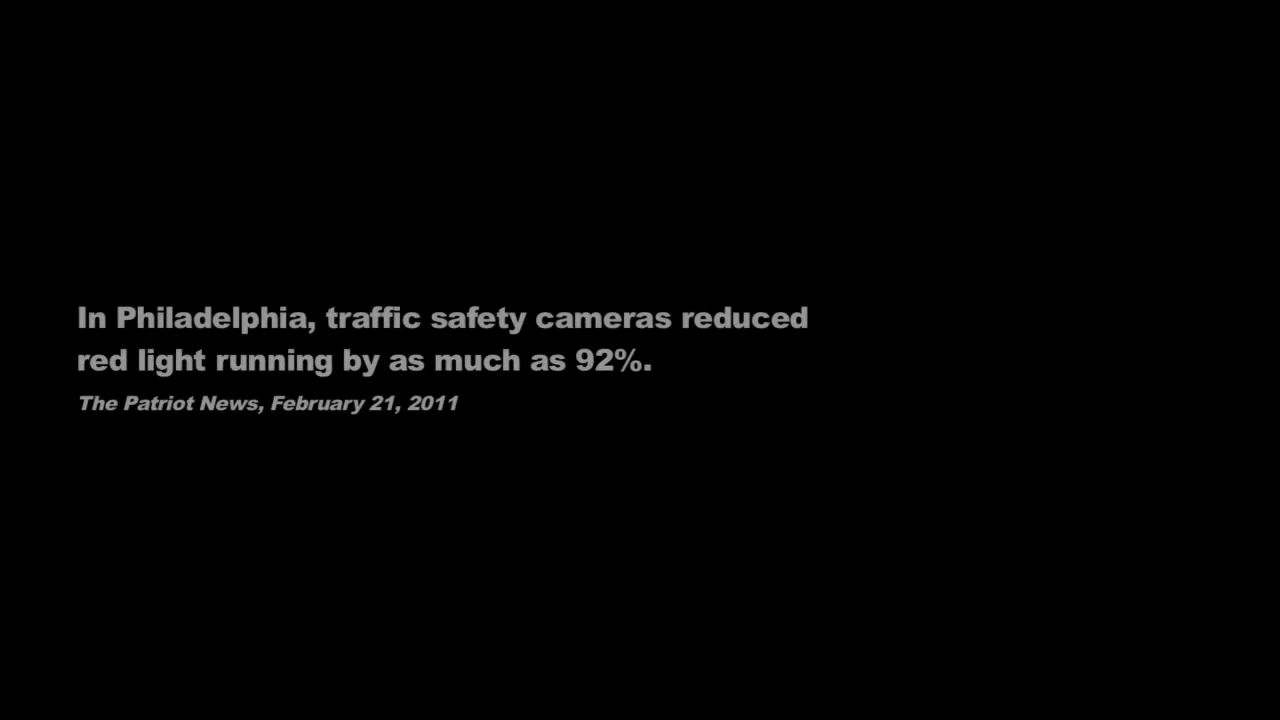 In Philadelphia, traffic safety cameras reduced
red light running by as much as 92%.
The Patriot News, February 21, 2011